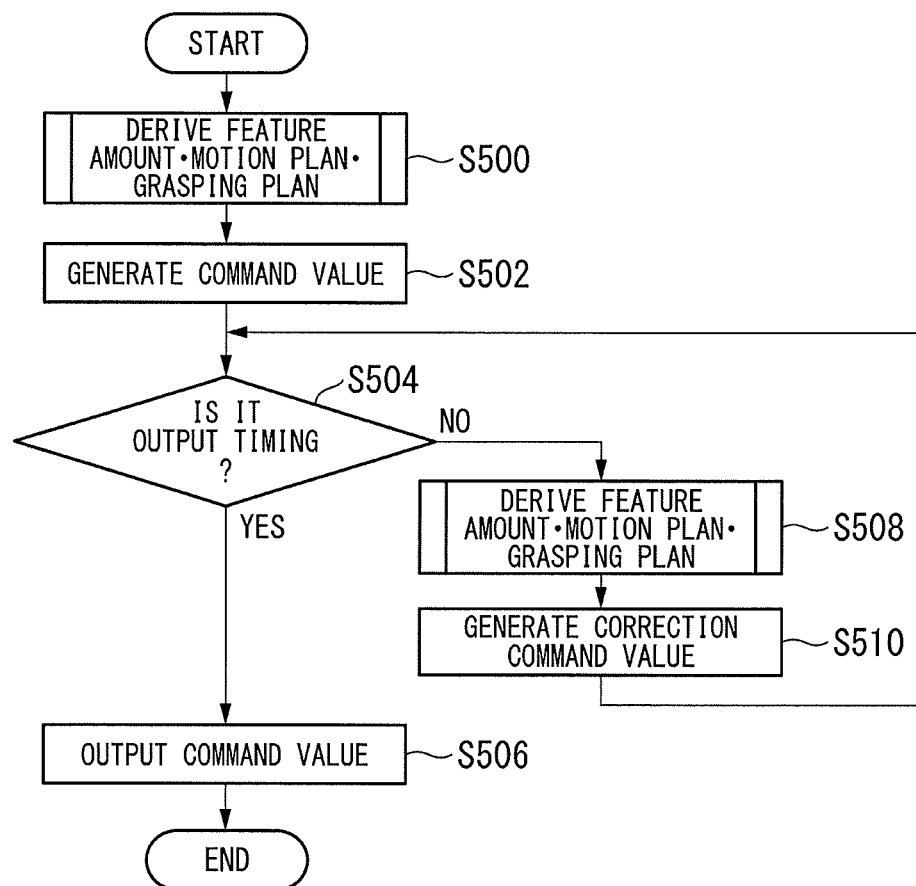 START
DERIVE FEATURE
AMOUNT・MOTION PLAN・
GRASPING PLAN
S500
GENERATE COMMAND VALUE
S502
S504
IS IT
OUTPUT TIMING
?
NO
YES
DERIVE FEATURE
AMOUNT・MOTION PLAN・
GRASPING PLAN
S508
GENERATE CORRECTION
COMMAND VALUE
S510
OUTPUT COMMAND VALUE
S506
END